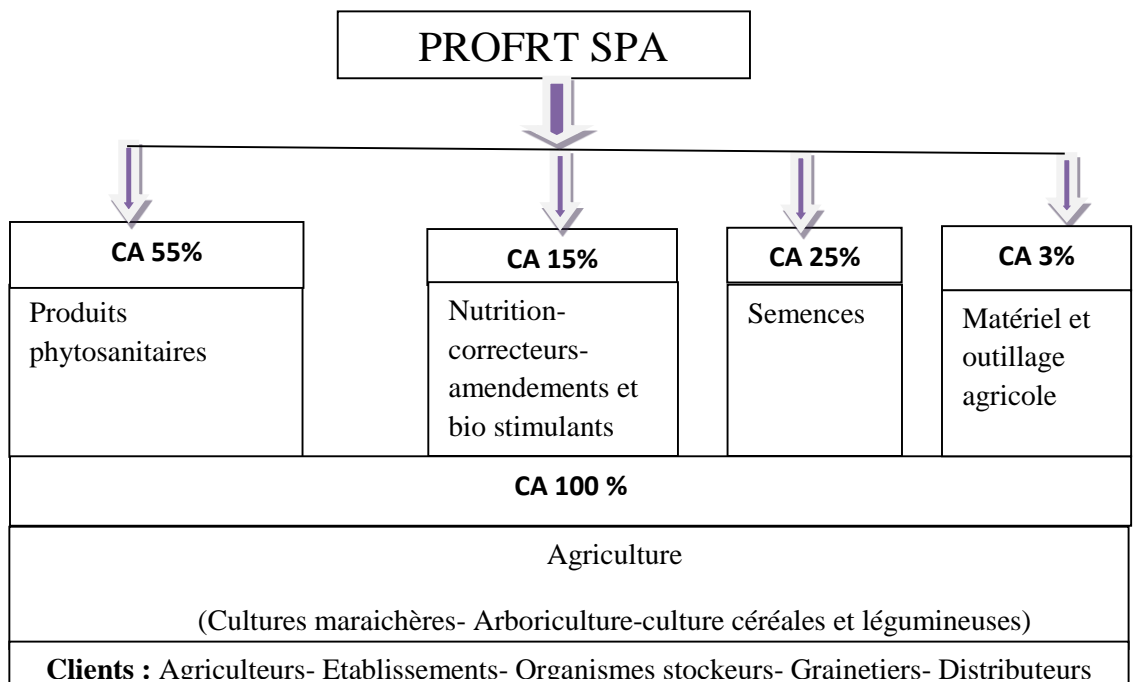 PROFRT SPA
CA 55%
Produits
phytosanitaires
CA 15%
Nutrition-
correcteurs-
amendements et
bio stimulants
CA 25%
Semences
CA 3%
Matériel et
outillage
agricole
CA 100 %
Agriculture
(Cultures maraichères- Arboriculture-culture céréales et légumineuses)
Clients : Agriculteurs- Etablissements- Organismes stockeurs- Grainetiers- Distributeurs